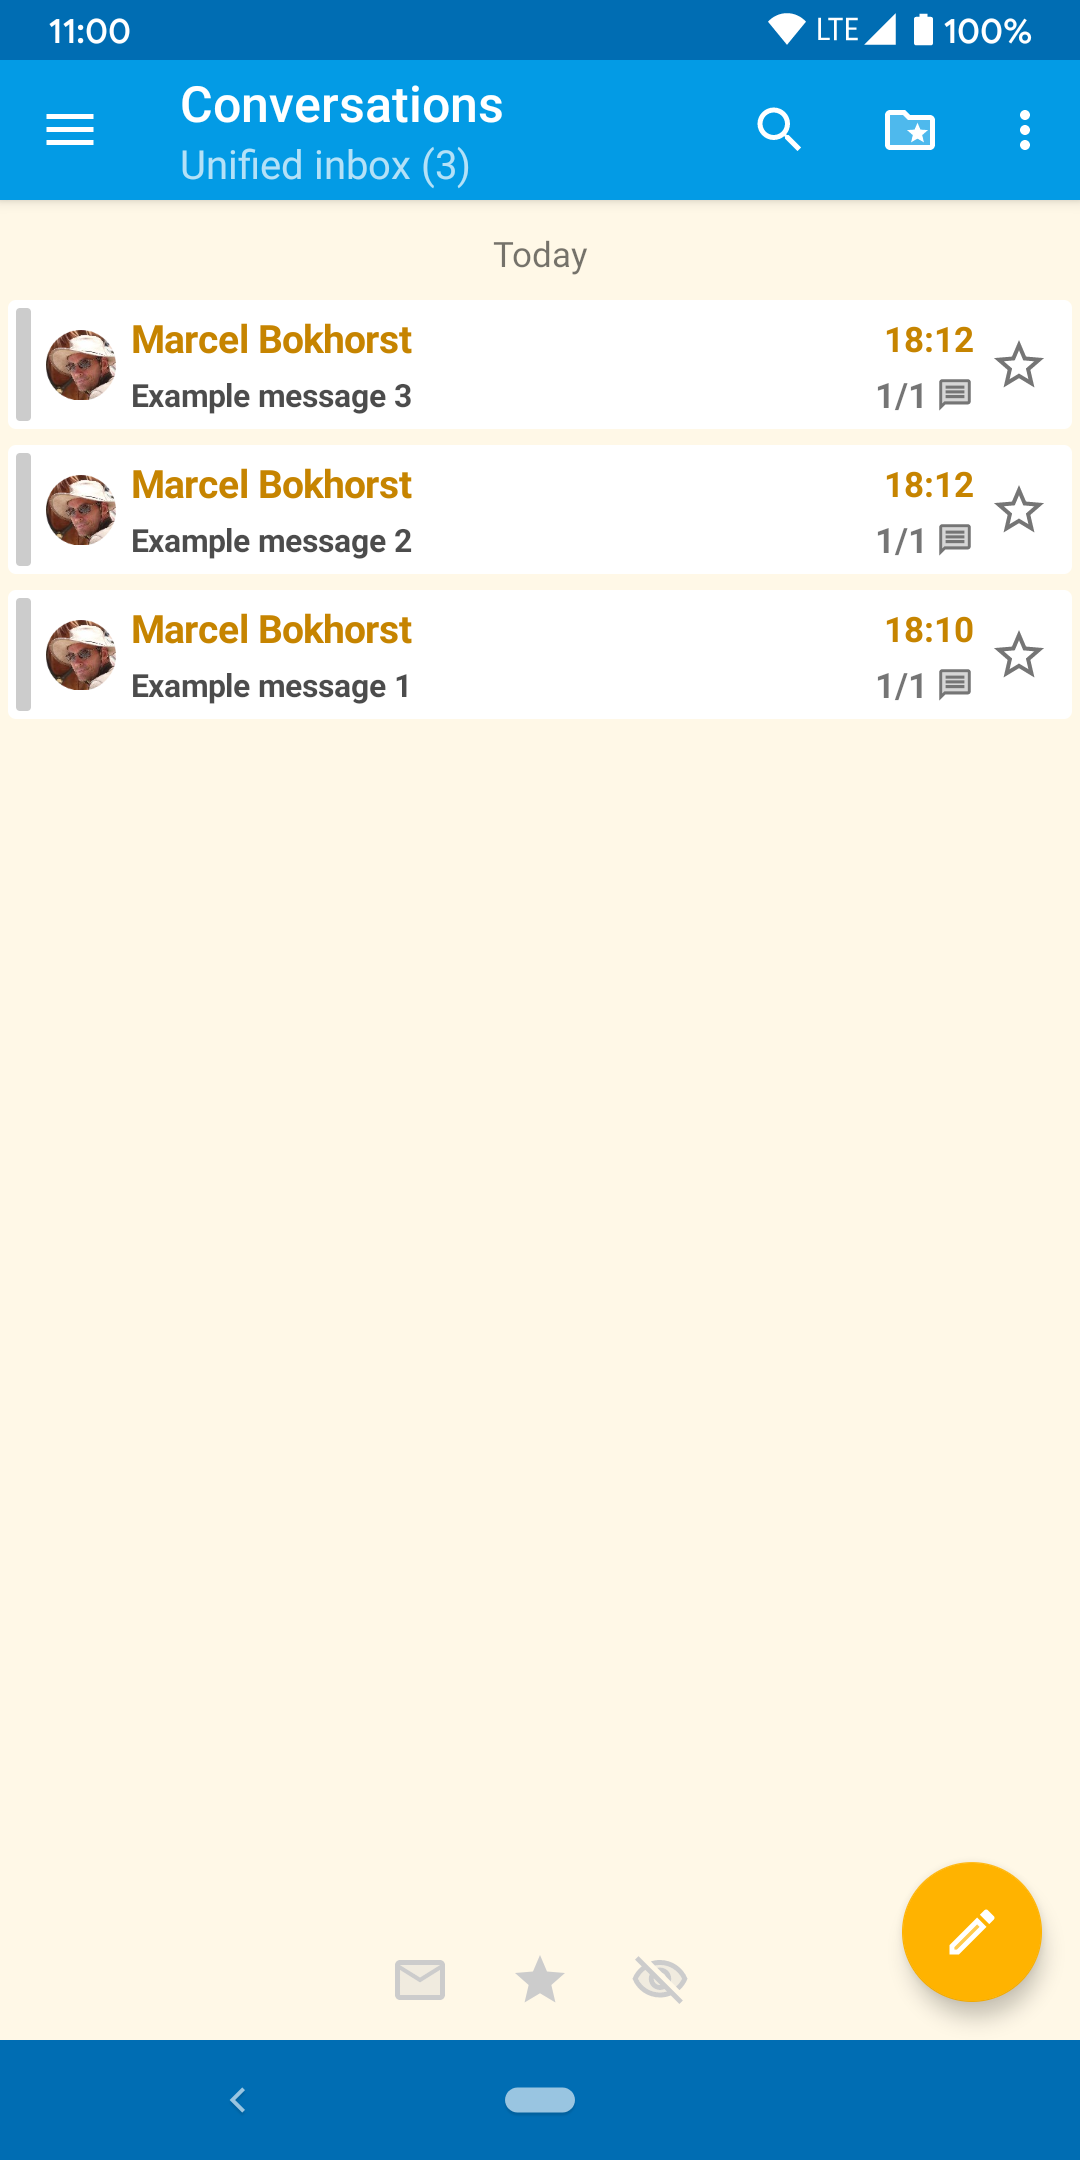 11:00 LTE 100%
Conversations
Unified inbox (3)
Today
Marcel Bokhorst 18:12
Example message 3 1/1
Marcel Bokhorst 18:12
Example message 2 1/1
Marcel Bokhorst 18:10
Example message 1 1/1